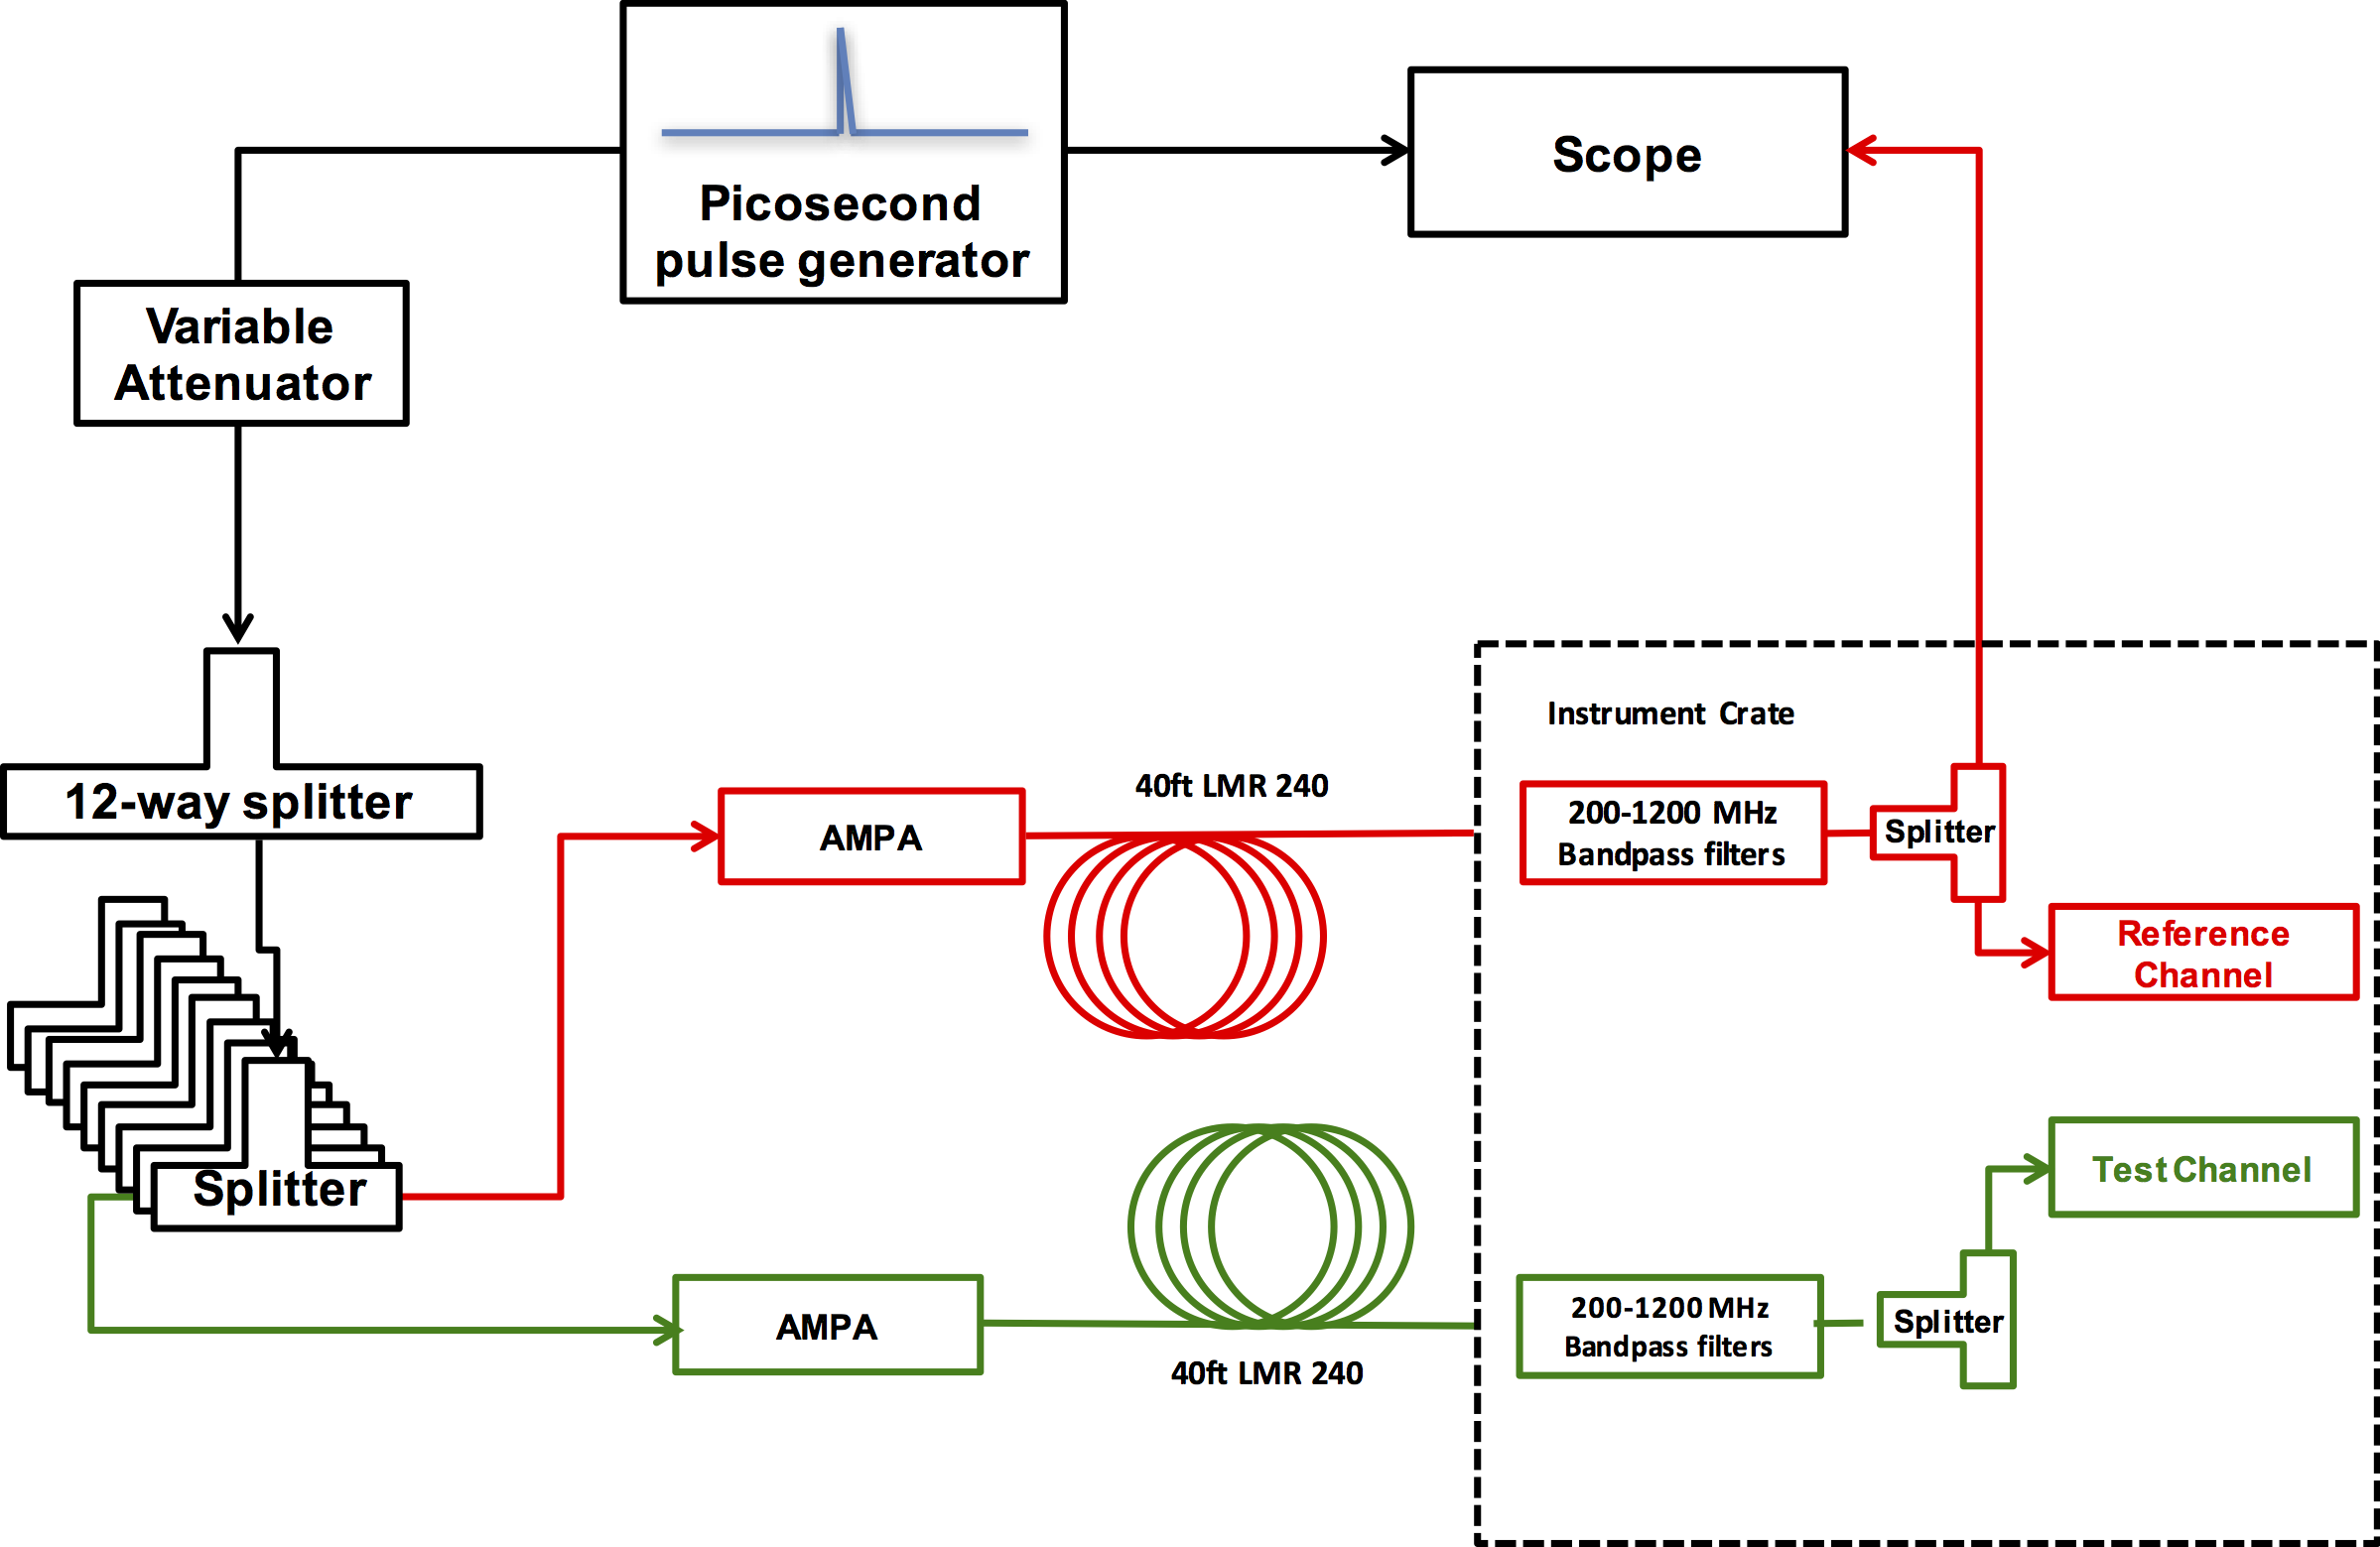 Picosecond
pulse generator
Scope
Variable
Attenuator
12-way splitter
Splitter
AMPA
40ft LMR 240
Instrument Crate
200-1200 MHz
Bandpass filters
Splitter
Reference
Channel
AMPA
40ft LMR 240
200-1200 MHz
Bandpass filters
Splitter
Test Channel